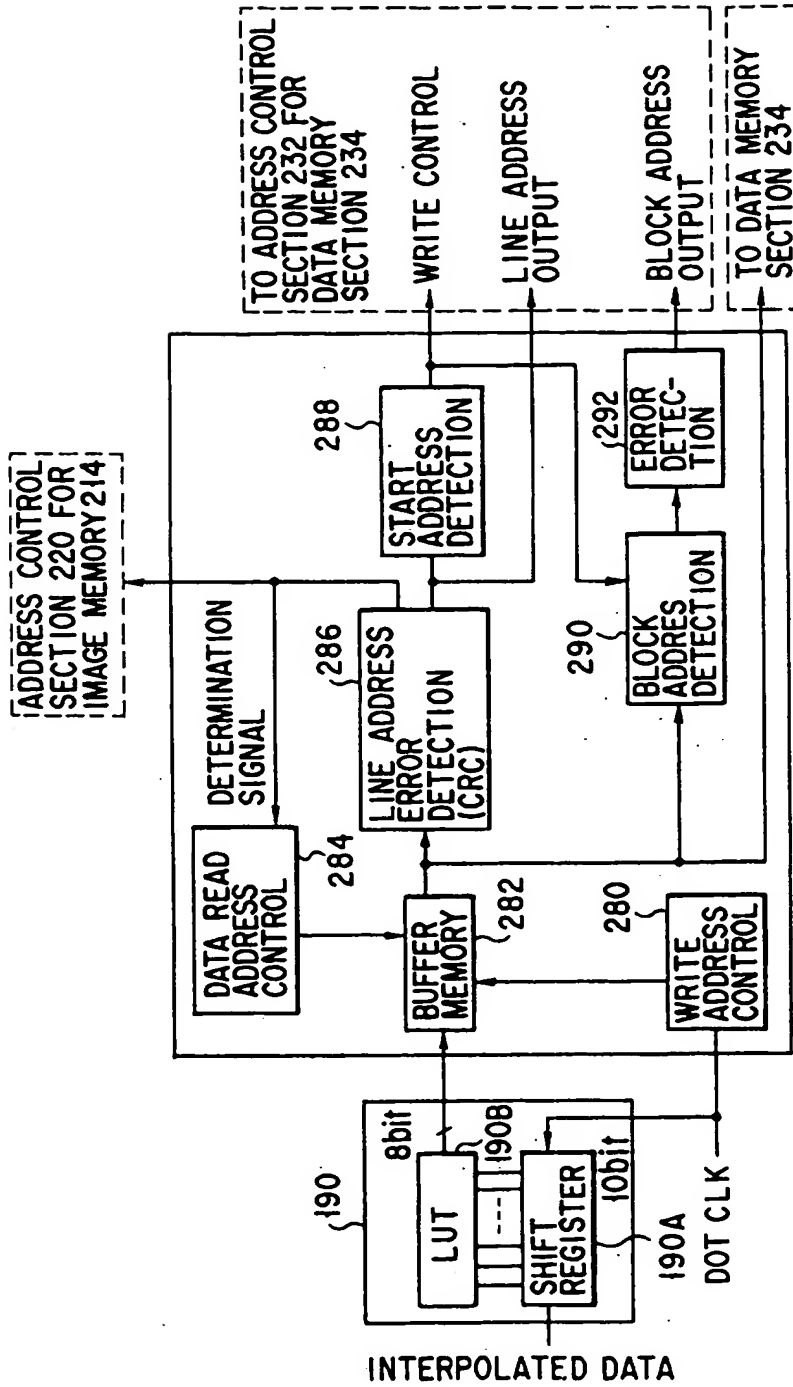 ADDRESS CONTROL
SECTION 220 FOR
IMAGE MEMORY 214
TO ADDRESS CONTROL
SECTION 232 FOR
DATA MEMORY
SECTION 234
WRITE CONTROL
LINE ADDRESS
OUTPUT
BLOCK ADDRESS
OUTPUT
TO DATA MEMORY
SECTION 234
DETERMINATION
SIGNAL
DATA READ
ADDRESS
CONTROL
284
286
LINE ADDRESS
ERROR
DETECTION
(CRC)
288
START
ADDRESS
DETECTION
BUFFER
MEMORY
282
290
BLOCK
ADDRES
DETECTION
292
ERROR
DETEC-
TION
280
WRITE
ADDRESS
CONTROL
190
8bit
LUT
190B
SHIFT
REGISTER
10bit
190A
DOT CLK
INTERPOLATED DATA